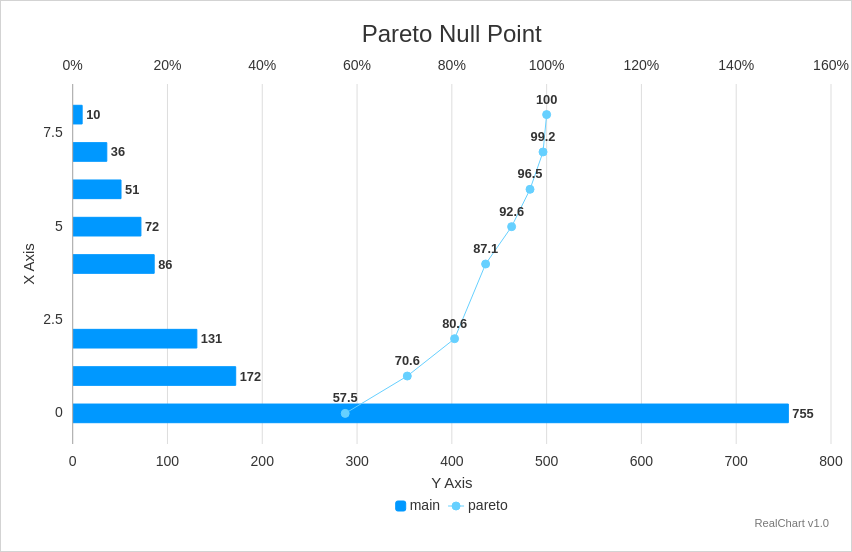 Pareto Null Point
0% 20% 40% 60% 80% 100% 120% 140% 160%
100
10
7.5
99.2
36
96.5
51
92.6
5
72
87.1
86
X Axis
2.5
80.6
131
70.6
172
57.5
0
755
0 100 200 300 400 500 600 700 800
Y Axis
main pareto
RealChart v1.0